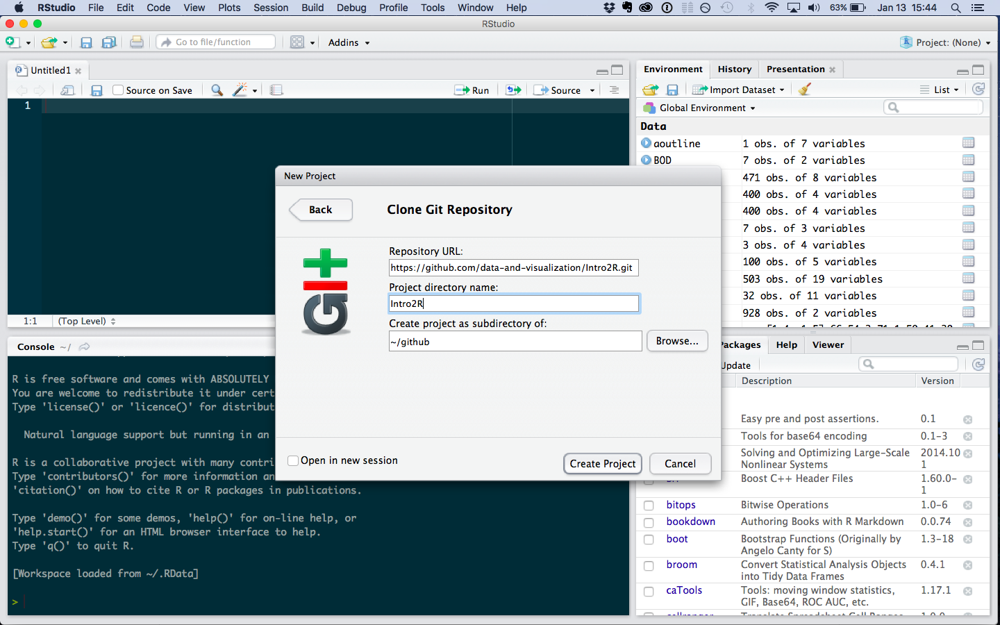 RStudio File Edit Code View Plots Session Build Debug Profile Tools Window Help 63% Jan 13 15:44
RStudio
Go to file/function Addins Project: (None)
Untitled1
Source on Save Run Source
1
1:1 (Top Level)
Environment History Presentation
Import Dataset List
Global Environment
Data
aoutline 1 obs. of 7 variables
BOD 7 obs. of 2 variables
471 obs. of 8 variables
400 obs. of 4 variables
400 obs. of 4 variables
7 obs. of 3 variables
3 obs. of 4 variables
100 obs. of 5 variables
503 obs. of 19 variables
32 obs. of 11 variables
928 obs. of 2 variables
New Project
Back
Clone Git Repository
Repository URL:
https://github.com/data-and-visualization/Intro2R.git
Project directory name:
Intro2R
Create project as subdirectory of:
~/github
Browse...
Open in new session
Create Project
Cancel
Console ~/
R is free software and comes with ABSOLUTELY
You are welcome to redistribute it under cert
Type 'license()' or 'licence()' for distribut
Natural language support but running in an
R is a collaborative project with many contri
Type 'contributors()' for more information an
'citation()' on how to cite R or R packages in publications.
Type 'demo()' for some demos, 'help()' for on-line help, or
'help.start()' for an HTML browser interface to help.
Type 'q()' to quit R.
[Workspace loaded from ~/.RData]
>
Packages Help Viewer
Update
Description Version
Easy pre and post assertions. 0.1
Tools for base64 encoding 0.1-3
Solving and Optimizing Large-Scale 2014.10
Nonlinear Systems 1
Boost C++ Header Files 1.60.0-
1
bitops Bitwise Operations 1.0-6
bookdown Authoring Books with R Markdown 0.0.74
boot Bootstrap Functions (Originally by 1.3-18
Angelo Canty for S)
broom Convert Statistical Analysis Objects 0.4.1
into Tidy Data Frames
caTools Tools: moving window statistics, 1.17.1
GIF, Base64, ROC AUC, etc.